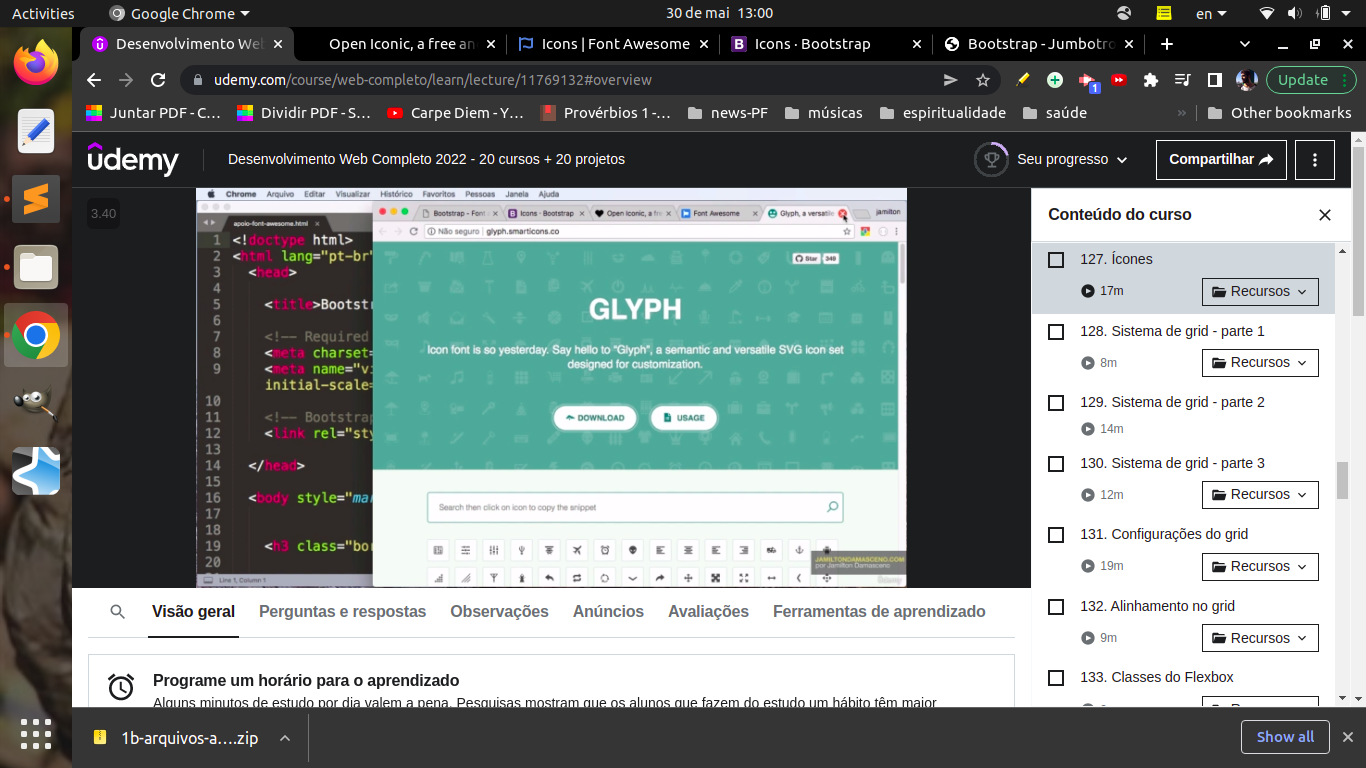 Activities
Google Chrome
30 de mai 13:00
en
Desenvolvimento We
Open Iconic, a free an
Icons | Font Awesome
Icons · Bootstrap
Bootstrap - Jumbotro
udemy.com/course/web-completo/learn/lecture/11769132#overview
1
Update
Juntar PDF - C…
Dividir PDF - S…
Carpe Diem - Y…
Provérbios 1 -…
news-PF
músicas
espiritualidade
saúde
»
Other bookmarks
udemy
Desenvolvimento Web Completo 2022 - 20 cursos + 20 projetos
Seu progresso
Compartilhar
3.40
Chrome Arquivo Editar Visualizar Histórico Favoritos Pessoas Janela Ajuda
apoio-font-awesome.html
Bootstrap - Font
Icons · Bootstrap
Open Iconic, a fre
Font Awesome
Glyph, a versatile
jamilton
Não seguro | glyph.smarticons.co
1 <!doctype html>
2 <html lang="pt-br"
3 <head>
4
5 <title>Bootst
6
7 <!-- Required
8 <meta charset=
9 <meta name="vi
initial-scale=
10
11 <!-- Bootstrap
12 <link rel="sty
13
14 </head>
15
16 <body style="mar
17
18
19 <h3 class="bor
20
Line 1, Column 1
Star 349
GLYPH
Icon font is so yesterday. Say hello to "Glyph", a semantic and versatile SVG icon set
designed for customization.
DOWNLOAD
USAGE
Search then click on icon to copy the snippet
JAMILTONDAMASCENO.COM
por Jamilton Damasceno
Udemy
Conteúdo do curso
127. Ícones
17m
Recursos
128. Sistema de grid - parte 1
8m
Recursos
129. Sistema de grid - parte 2
14m
130. Sistema de grid - parte 3
12m
Recursos
131. Configurações do grid
19m
Recursos
132. Alinhamento no grid
9m
Recursos
133. Classes do Flexbox
Visão geral
Perguntas e respostas
Observações
Anúncios
Avaliações
Ferramentas de aprendizado
Programe um horário para o aprendizado
Alguns minutos de estudo por dia valem a pena. Pesquisas mostram que os alunos que fazem do estudo um hábito têm maior
1b-arquivos-a….zip
Show all